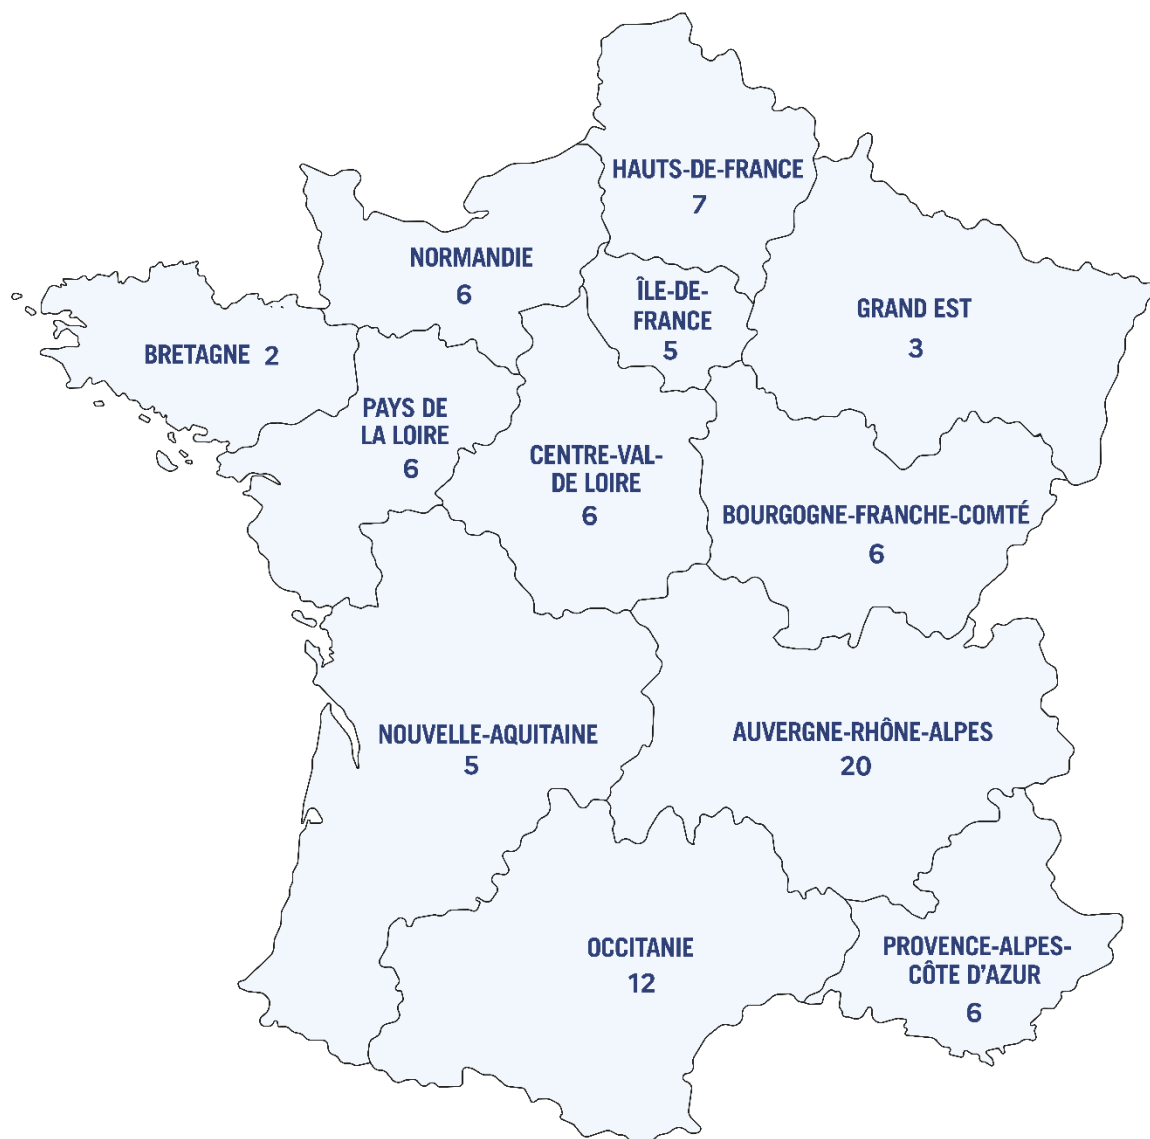 HAUTS-DE-FRANCE
7
NORMANDIE
6
ÎLE-DE-
FRANCE
5
GRAND EST
3
BRETAGNE 2
PAYS DE
LA LOIRE
6
CENTRE-VAL-
DE LOIRE
6
BOURGOGNE-FRANCHE-COMTÉ
6
NOUVELLE-AQUITAINE
5
AUVERGNE-RHÔNE-ALPES
20
OCCITANIE
12
PROVENCE-ALPES-
CÔTE D'AZUR
6